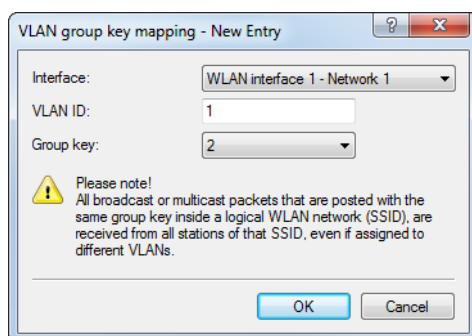 VLAN group key mapping - New Entry
?
Interface: WLAN interface 1 - Network 1
VLAN ID: 1
Group key: 2
Please note!
All broadcast or multicast packets that are posted with the
same group key inside a logical WLAN network (SSID), are
received from all stations of that SSID, even if assigned to
different VLANs.
OK Cancel